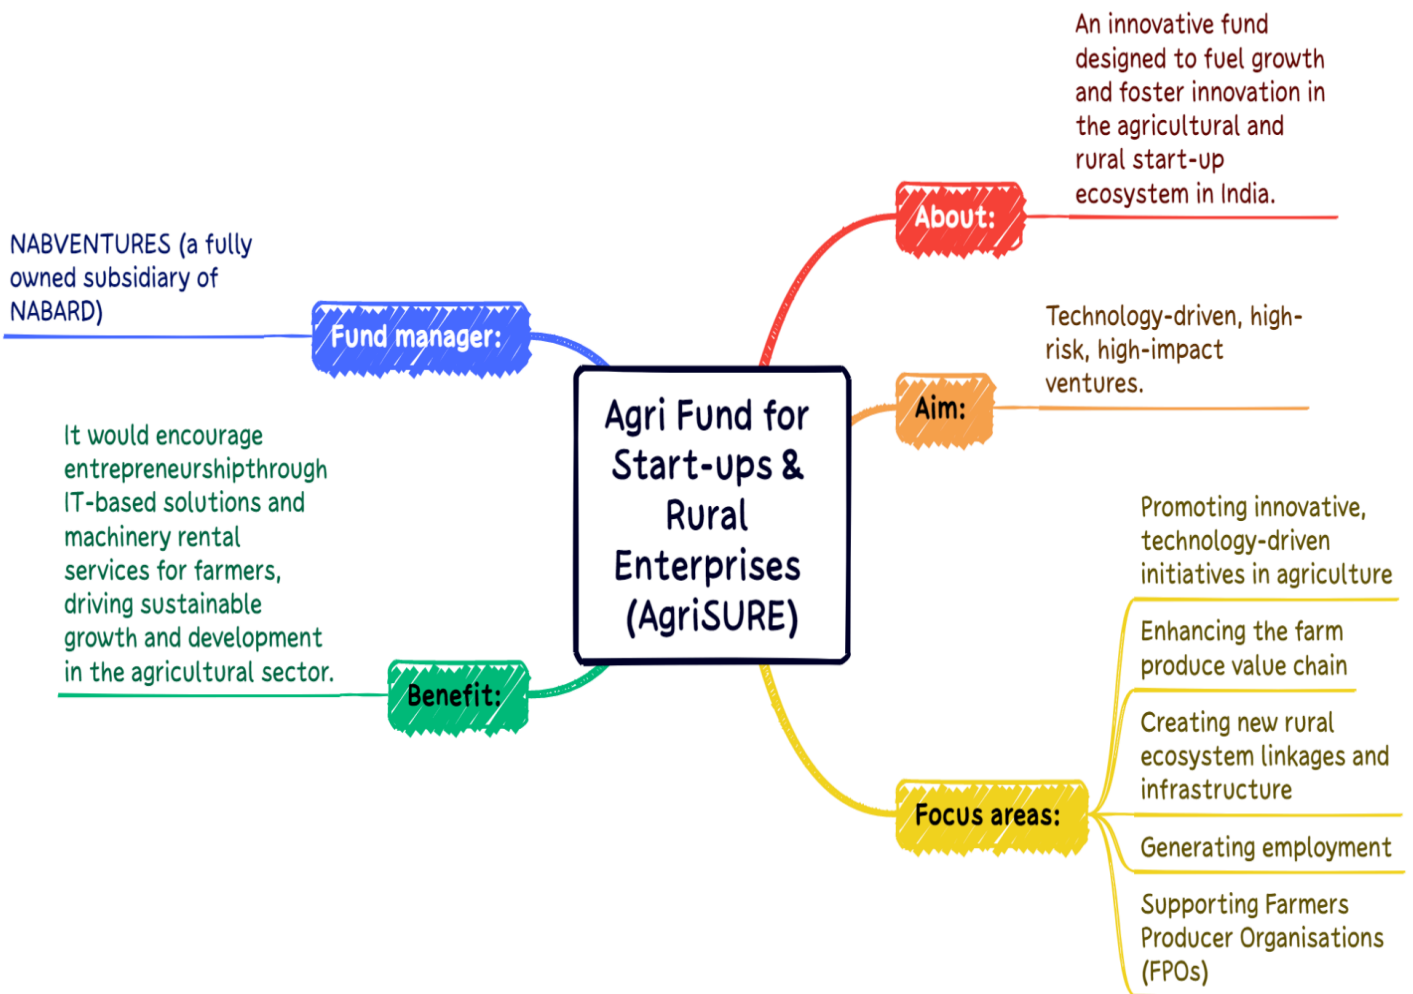 Agri Fund for
Start-ups &
Rural
Enterprises
(AgriSURE)
About:
An innovative fund
designed to fuel growth
and foster innovation in
the agricultural and
rural start-up
ecosystem in India.
Aim:
Technology-driven, high-
risk, high-impact
ventures.
Focus areas:
Promoting innovative,
technology-driven
initiatives in agriculture
Enhancing the farm
produce value chain
Creating new rural
ecosystem linkages and
infrastructure
Generating employment
Supporting Farmers
Producer Organisations
(FPOs)
Fund manager:
NABVENTURES (a fully
owned subsidiary of
NABARD)
Benefit:
It would encourage
entrepreneurshipthrough
IT-based solutions and
machinery rental
services for farmers,
driving sustainable
growth and development
in the agricultural sector.